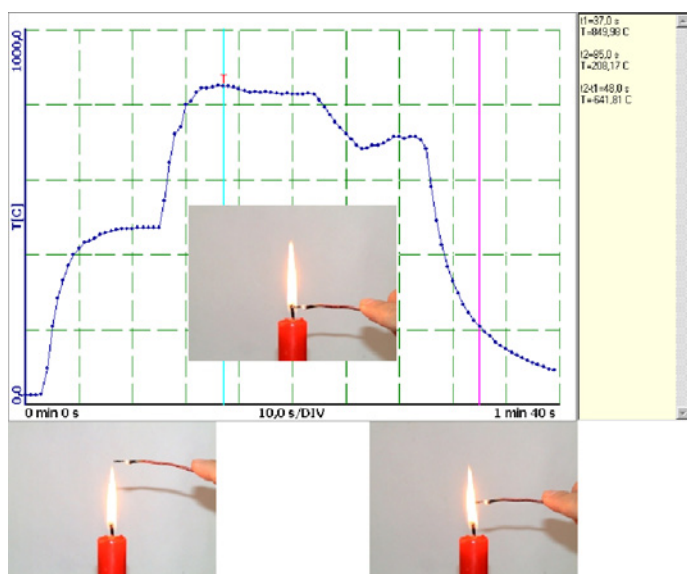 1000,0
T[C]
0,0
0 min 0 s
10,0 s/DIV
1 min 40 s
T
t1=37,0 s
T=849,98 C
t2=85,0 s
T=208,17 C
t2-t1=48,0 s
T=-641,81 C